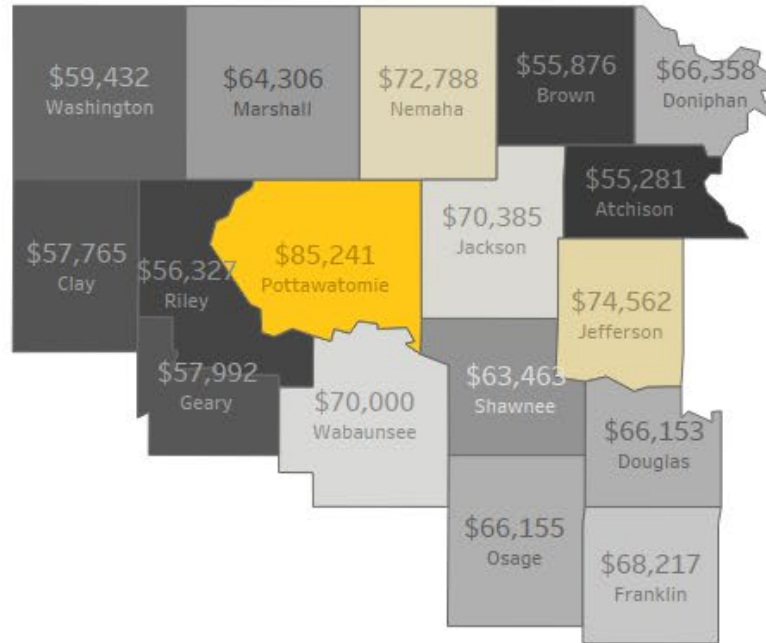 $59,432
Washington
$64,306
Marshall
$72,788
Nemaha
$55,876
Brown
$66,358
Doniphan
$57,765
Clay
$56,327
Riley
$85,241
Pottawatomie
$70,385
Jackson
$55,281
Atchison
$74,562
Jefferson
$57,992
Geary
$70,000
Wabaunsee
$63,463
Shawnee
$66,153
Douglas
$66,155
Osage
$68,217
Franklin